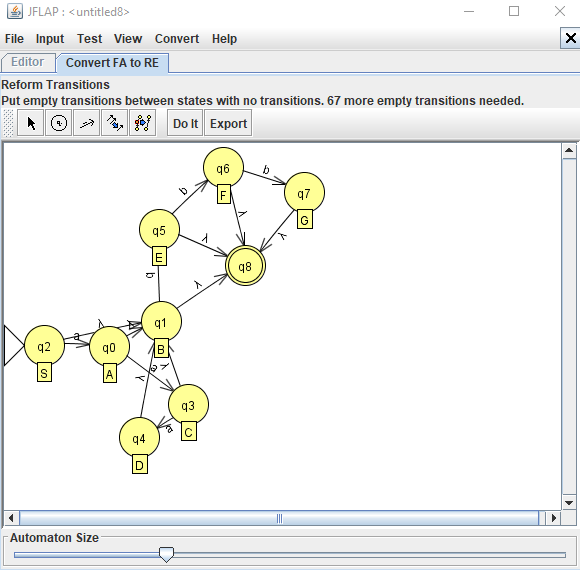 JFLAP : <untitled8>
File Input Test View Convert Help
Editor Convert FA to RE
Reform Transitions
Put empty transitions between states with no transitions. 67 more empty transitions needed.
Do It Export
q6
b
q7
F
G
b
λ
λ
q5
E
λ
q8
b
λ
q1
B
q2
S
λ
a
q0
A
λ
a
λ
q3
C
a
q4
D
Automaton Size